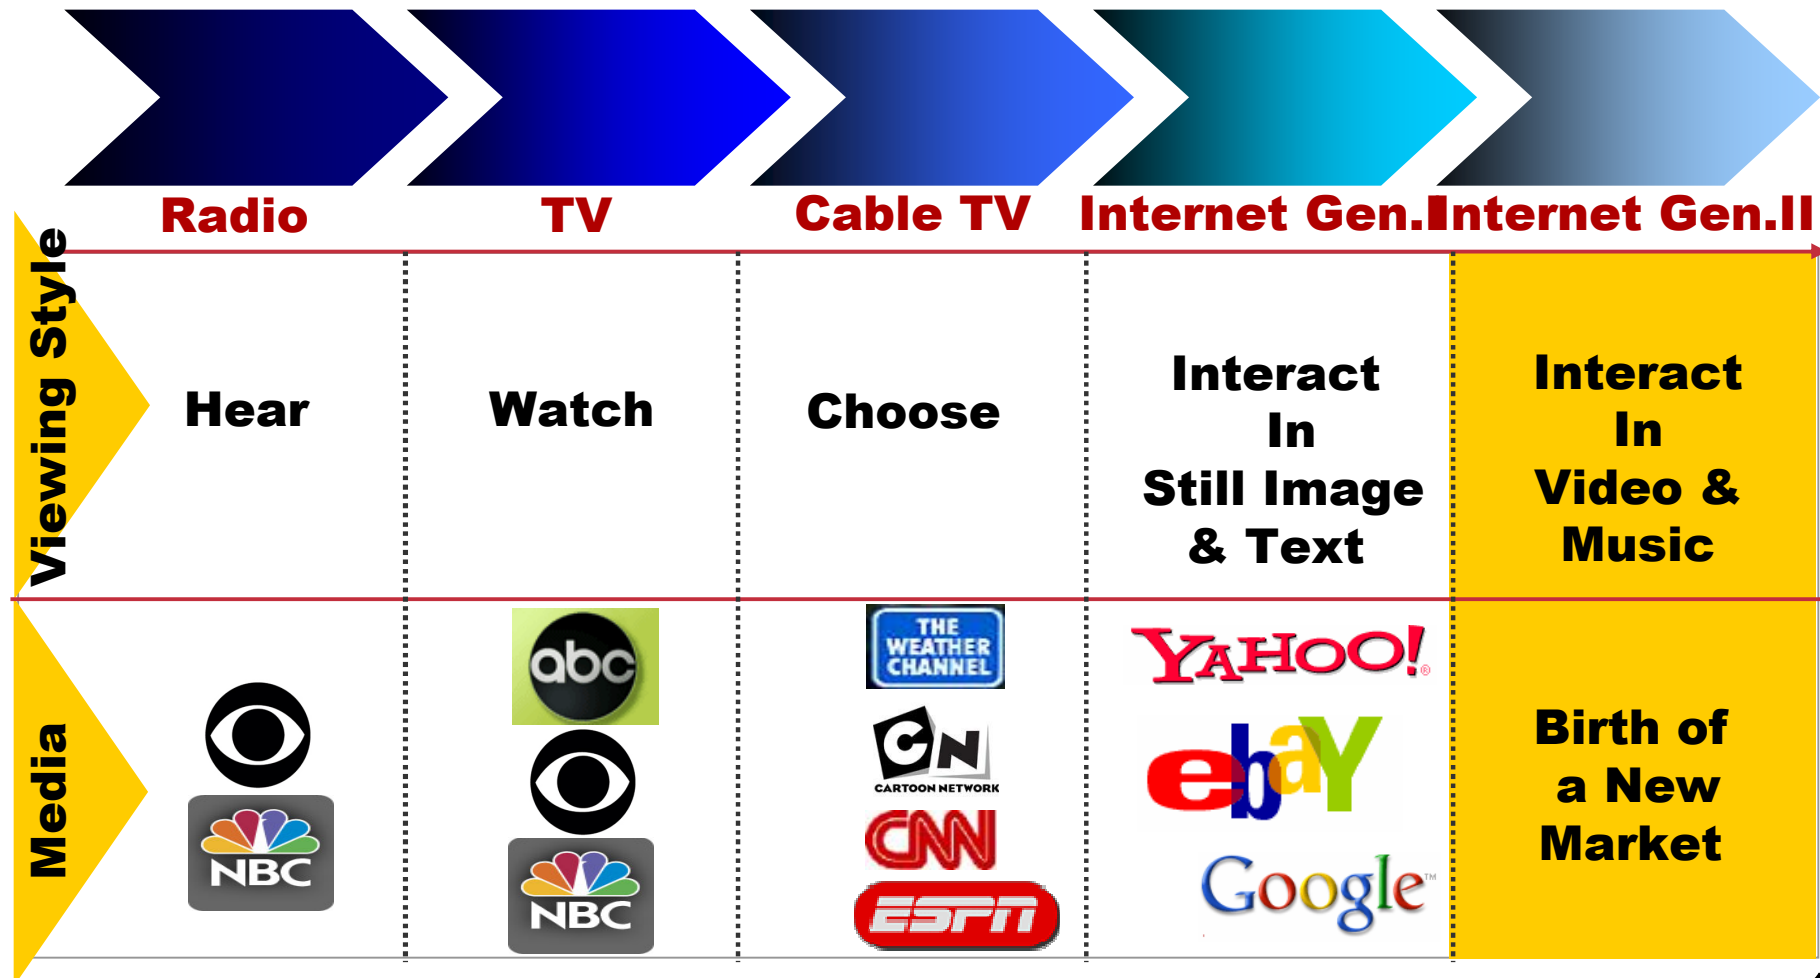 Radio
TV
Cable TV
Internet Gen.I
Internet Gen.II
Viewing Style
Hear
Watch
Choose
Interact
In
Still Image
& Text
Interact
In
Video &
Music
Media
NBC
abc
NBC
THE
WEATHER
CHANNEL
CN
CARTOON NETWORK
CNN
ESPN
YAHOO!
ebaY
Google™
Birth of
a New
Market